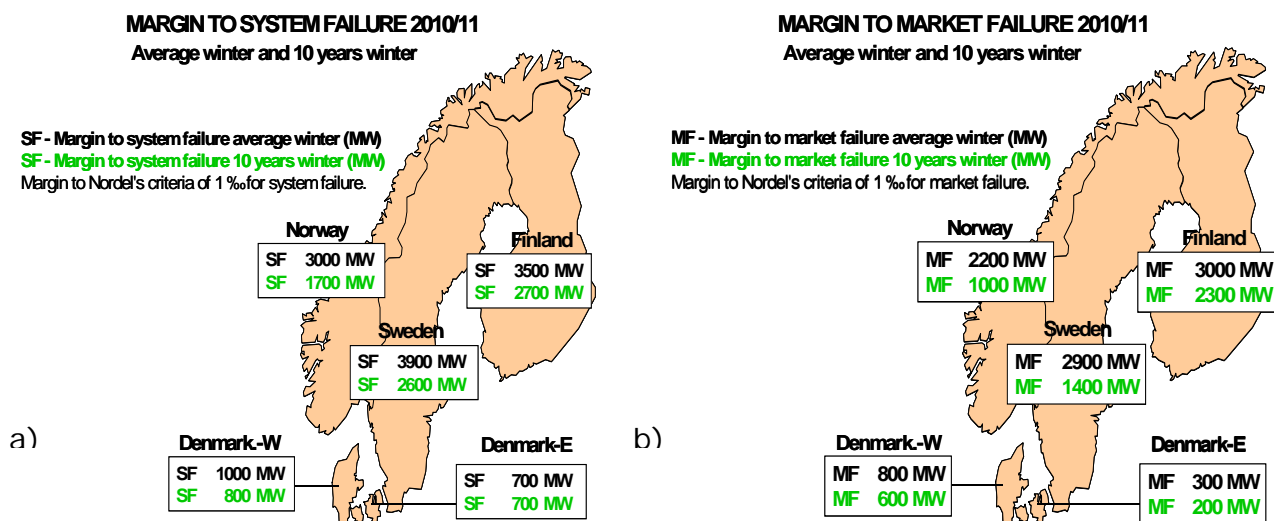 MARGIN TO SYSTEM FAILURE 2010/11
Average winter and 10 years winter
SF - Margin to system failure average winter (MW)
SF - Margin to system failure 10 years winter (MW)
Margin to Nordel's criteria of 1 ‰ for system failure.
Norway
SF 3000 MW
SF 1700 MW
Finland
SF 3500 MW
SF 2700 MW
Sweden
SF 3900 MW
SF 2600 MW
a)
Denmark.-W
SF 1000 MW
SF 800 MW
Denmark-E
SF 700 MW
SF 700 MW
MARGIN TO MARKET FAILURE 2010/11
Average winter and 10 years winter
MF - Margin to market failure average winter (MW)
MF - Margin to market failure 10 years winter (MW)
Margin to Nordel's criteria of 1 ‰ for market failure.
Norway
MF 2200 MW
MF 1000 MW
Finland
MF 3000 MW
MF 2300 MW
Sweden
MF 2900 MW
MF 1400 MW
b)
Denmark.-W
MF 800 MW
MF 600 MW
Denmark-E
MF 300 MW
MF 200 MW